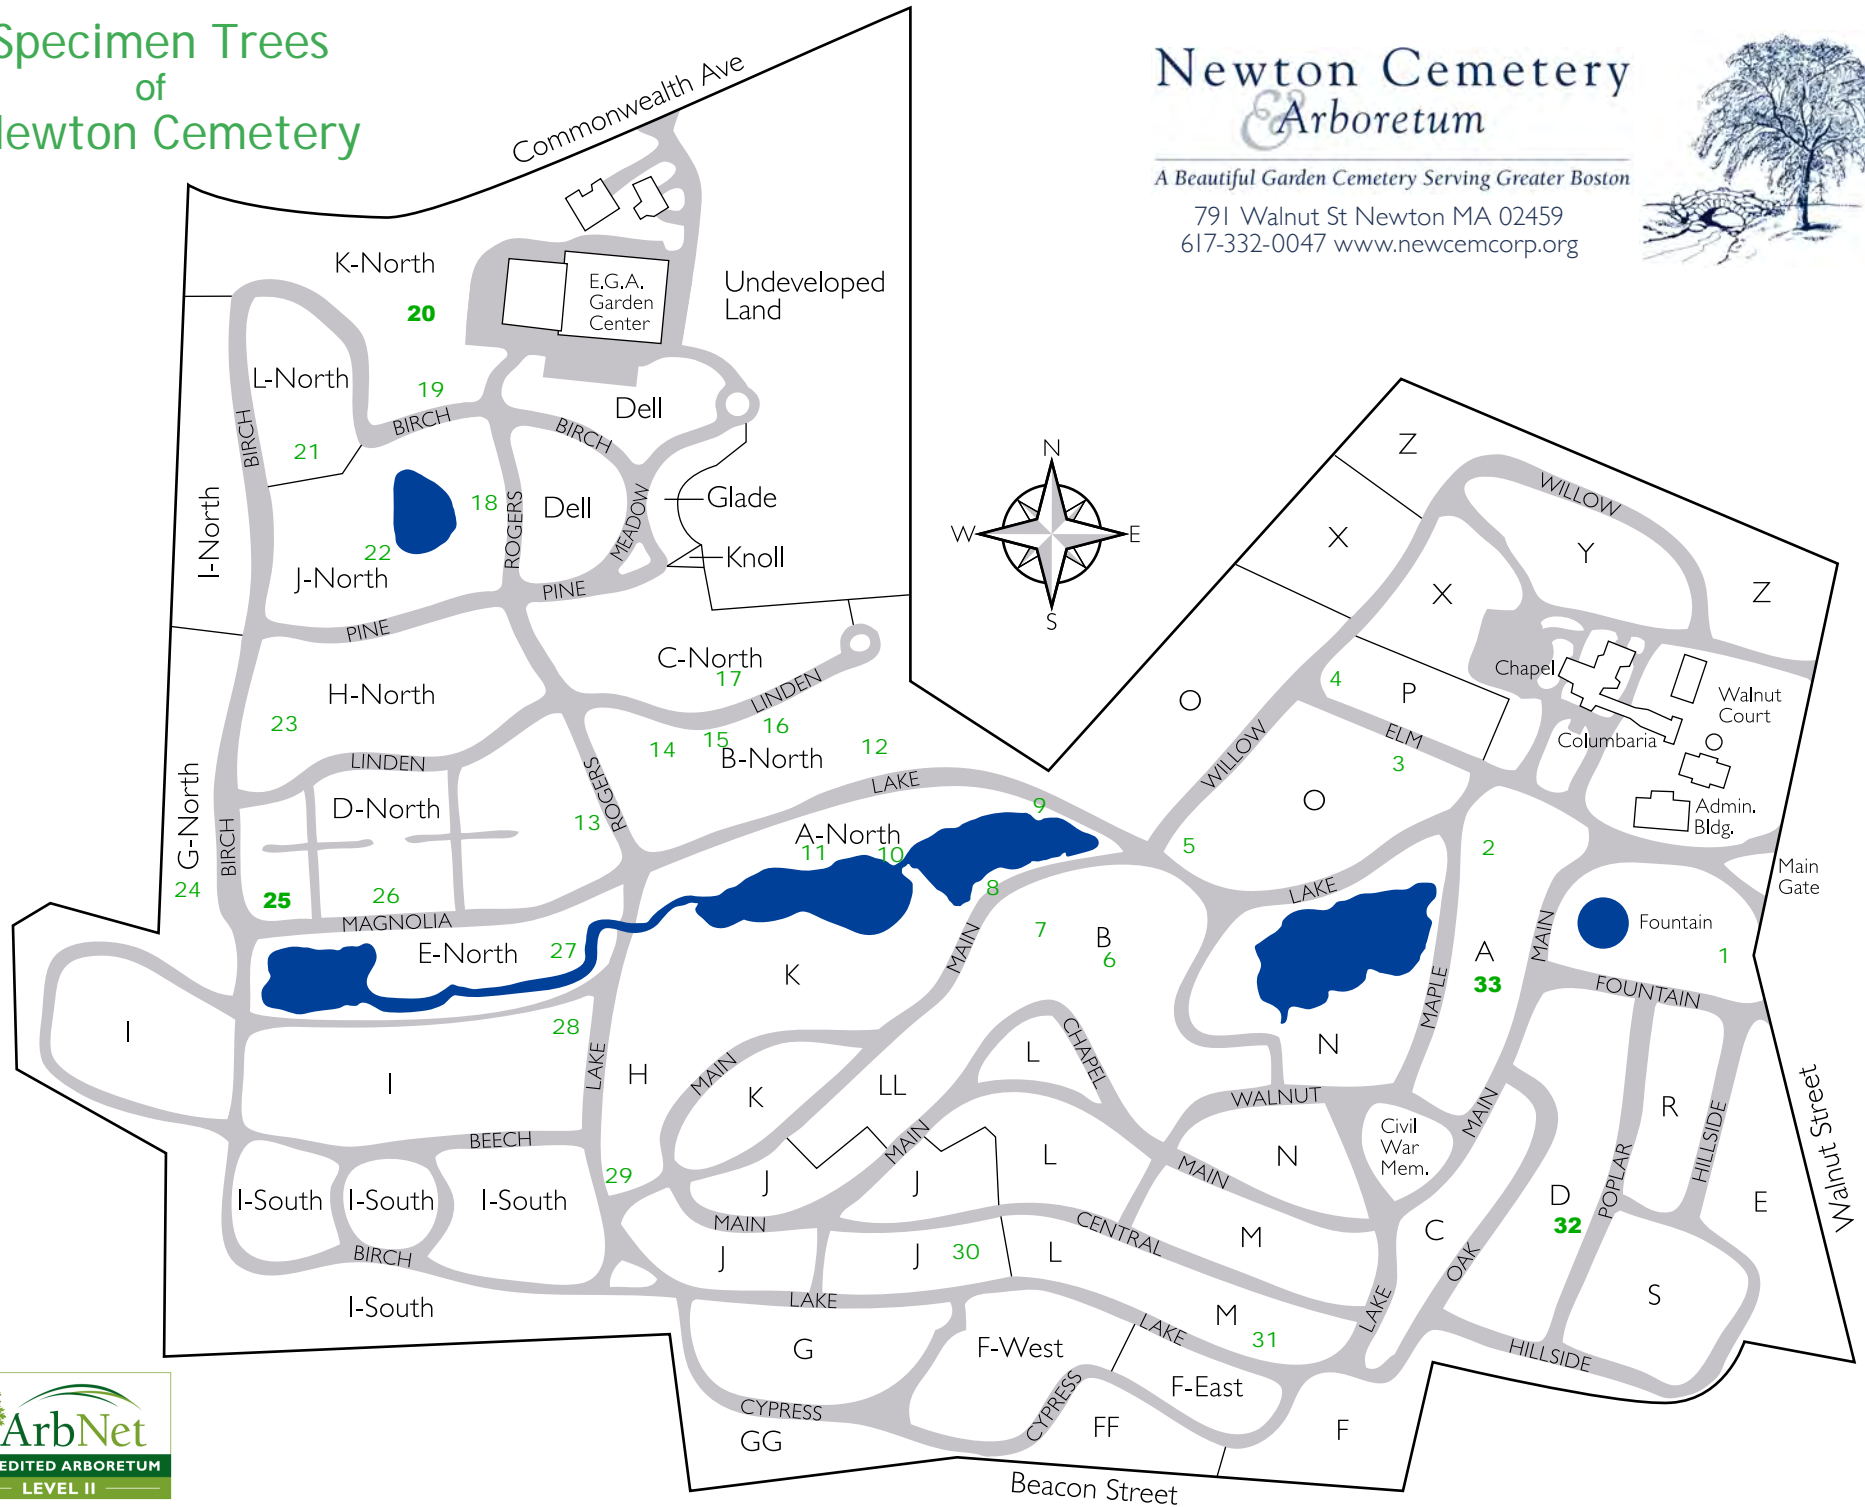 Specimen Trees
of
Newton Cemetery
Newton Cemetery
& Arboretum
A Beautiful Garden Cemetery Serving Greater Boston
791 Walnut St Newton MA 02459
617-332-0047 www.newcemcorp.org
Commonwealth Ave
K-North
20
E.G.A.
Garden
Center
Undeveloped
Land
L-North
19
BIRCH
Dell
BIRCH
BIRCH
21
I-North
18
ROGERS
Dell
MEADOW
Glade
22
J-North
Knoll
PINE
PINE
N
W
E
S
Z
WILLOW
X
Y
X
Z
C-North
17
LINDEN
H-North
23
16
15
14
B-North
12
LINDEN
ROGERS
LAKE
G-North
D-North
13
BIRCH
24
25
26
MAGNOLIA
E-North
27
A-North
11
10
9
8
7
B
6
MAIN
K
O
4
P
Chapel
Walnut
Court
Columbaria
WILLOW
ELM
3
O
Admin.
Bldg.
5
2
LAKE
Main
Gate
MAIN
Fountain
1
A
33
MAPLE
FOUNTAIN
N
I
28
I
LAKE
H
MAIN
K
LL
L
CHAPEL
WALNUT
Civil
War
Mem.
MAIN
R
HILLSIDE
Walnut Street
BEECH
29
I-South
I-South
I-South
J
MAIN
J
L
MAIN
N
D
32
POPLAR
E
MAIN
CENTRAL
M
C
OAK
BIRCH
J
J
30
L
I-South
LAKE
M
31
LAKE
LAKE
S
G
F-West
HILLSIDE
F-East
CYPRESS
CYPRESS
GG
FF
F
Beacon Street
ArbNet
EDITED ARBORETUM
LEVEL II